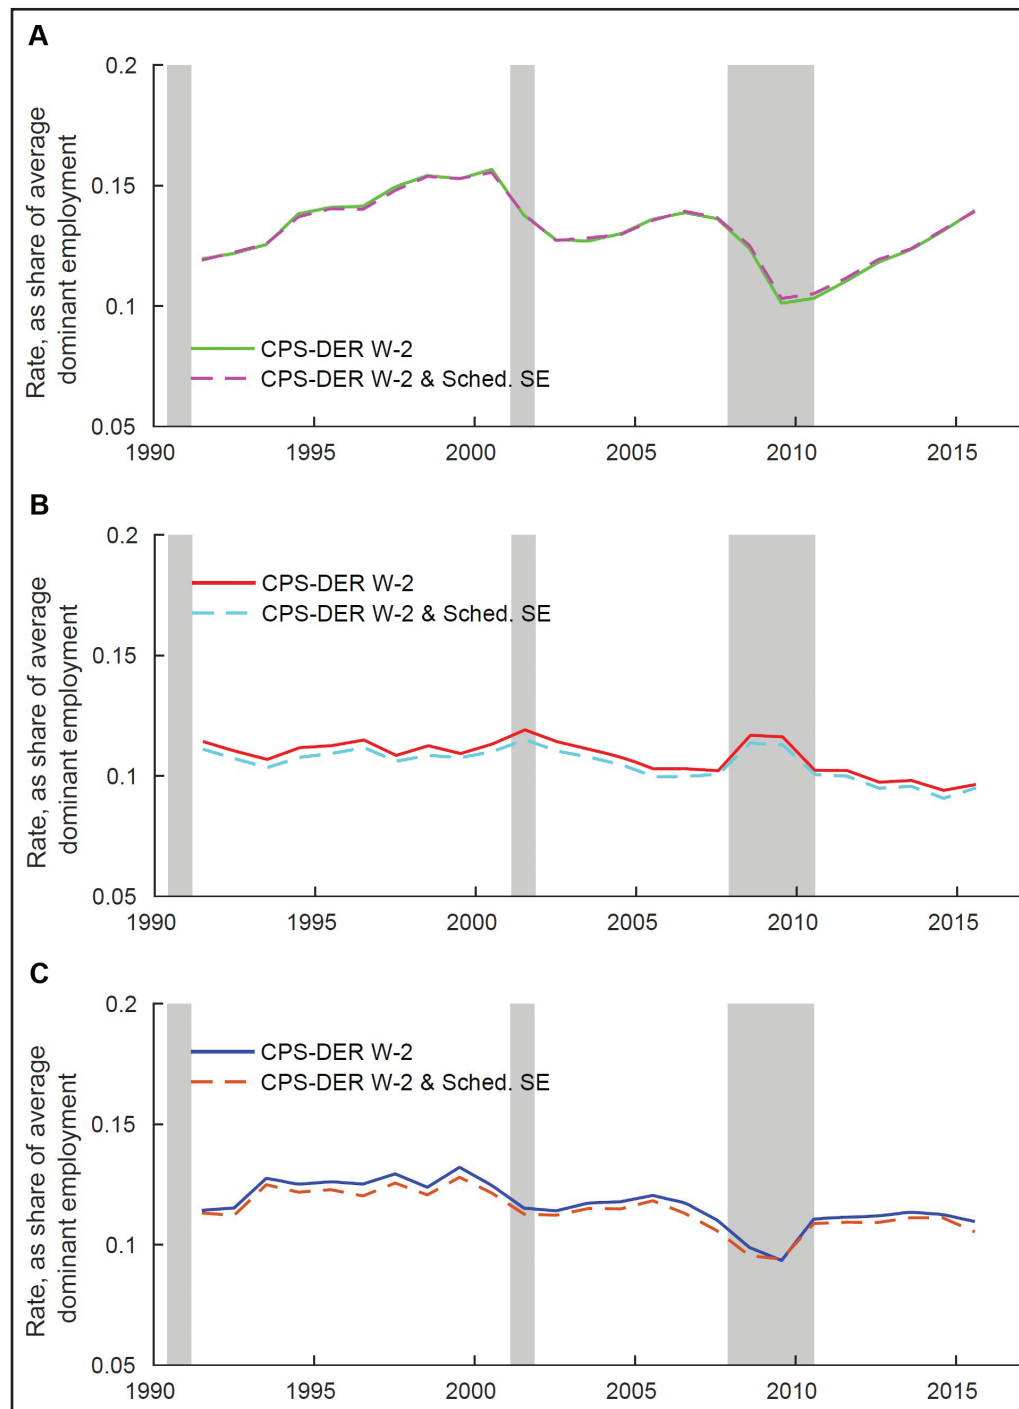 A
Rate, as share of average
dominant employment
0.2
0.15
0.1
0.05
CPS-DER W-2
CPS-DER W-2 & Sched. SE
1990 1995 2000 2005 2010 2015
B
Rate, as share of average
dominant employment
0.2
0.15
0.1
0.05
CPS-DER W-2
CPS-DER W-2 & Sched. SE
1990 1995 2000 2005 2010 2015
C
Rate, as share of average
dominant employment
0.2
0.15
0.1
0.05
CPS-DER W-2
CPS-DER W-2 & Sched. SE
1990 1995 2000 2005 2010 2015